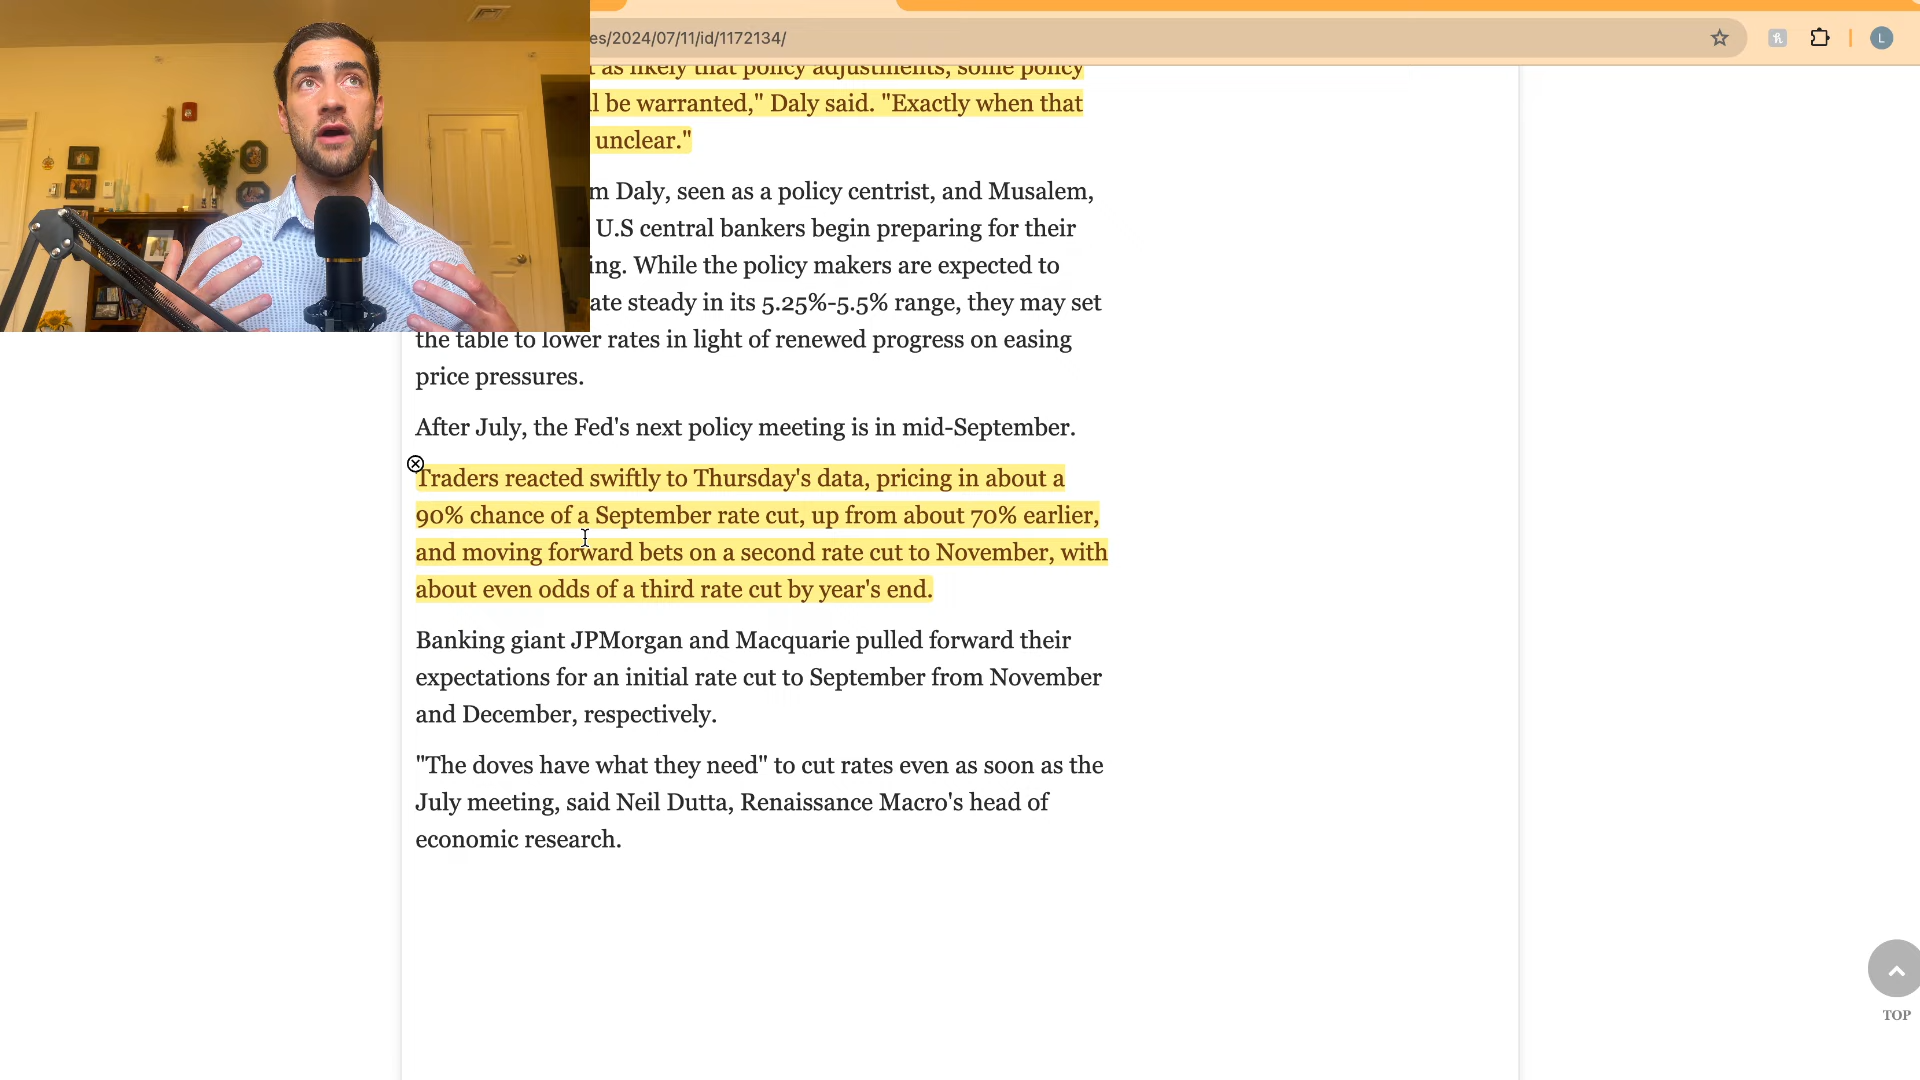 es/2024/07/11/id/1172134/
L
t as likely that policy adjustments, some policy
l be warranted," Daly said. "Exactly when that
unclear."
m Daly, seen as a policy centrist, and Musalem,
U.S central bankers begin preparing for their
ing. While the policy makers are expected to
ate steady in its 5.25%-5.5% range, they may set
the table to lower rates in light of renewed progress on easing
price pressures.
After July, the Fed's next policy meeting is in mid-September.
Traders reacted swiftly to Thursday's data, pricing in about a
90% chance of a September rate cut, up from about 70% earlier,
and moving forward bets on a second rate cut to November, with
about even odds of a third rate cut by year's end.
Banking giant JPMorgan and Macquarie pulled forward their
expectations for an initial rate cut to September from November
and December, respectively.
"The doves have what they need" to cut rates even as soon as the
July meeting, said Neil Dutta, Renaissance Macro's head of
economic research.
TOP